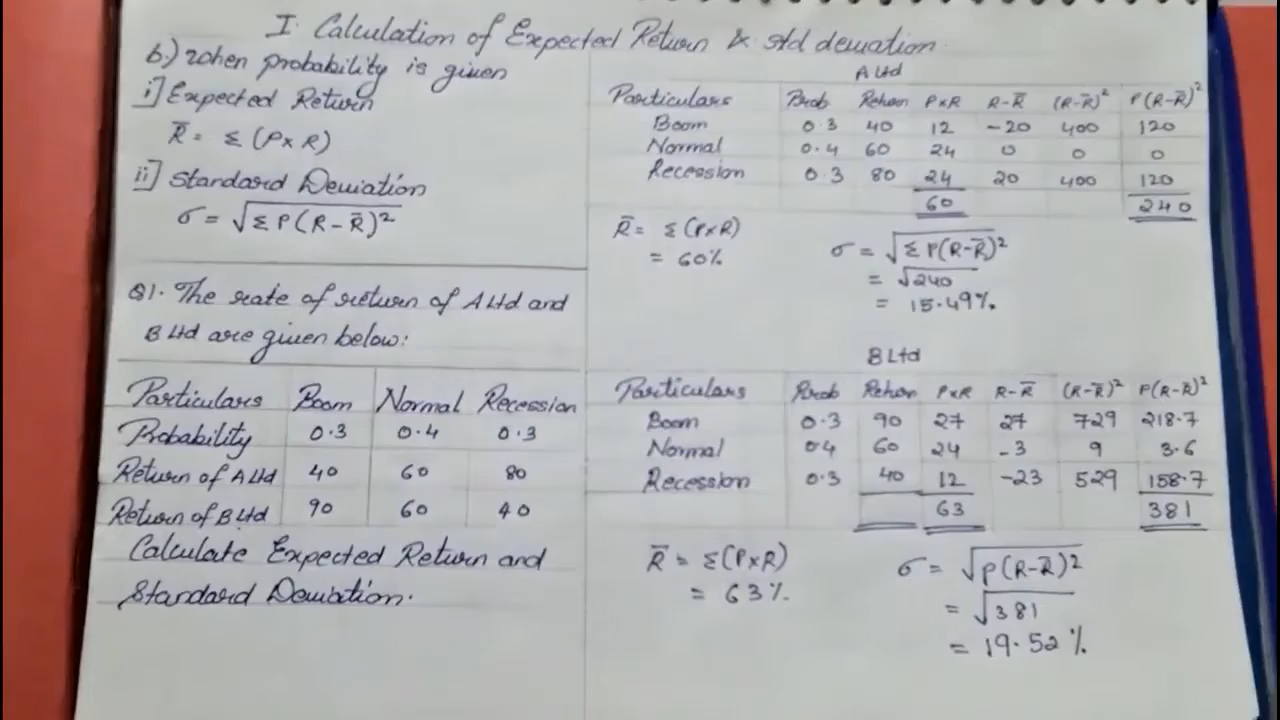 I. Calculation of Expected Return & std deviation
b.) When probability is given
i] Expected Return
R̄ = Σ (P×R)
ii] Standard Deviation
σ = √ΣP(R-R̄)²
Q1. The rate of return of A Ltd and
B Ltd are given below:
Particulars Boom Normal Recession
Probability 0.3 0.4 0.3
Return of A Ltd 40 60 80
Return of B Ltd 90 60 40
Calculate Expected Return and
Standard Deviation.
A Ltd
Particulars Prob Return P×R R-R̄ (R-R̄)² P(R-R̄)²
Boom 0.3 40 12 -20 400 120
Normal 0.4 60 24 0 0 0
Recession 0.3 80 24 20 400 120
60 240
R̄ = Σ(P×R)
= 60%
σ = √ΣP(R-R̄)²
= √240
= 15.49%
B Ltd
Particulars Prob Return P×R R-R̄ (R-R̄)² P(R-R̄)²
Boom 0.3 90 27 27 729 218.7
Normal 0.4 60 24 -3 9 3.6
Recession 0.3 40 12 -23 529 158.7
63 381
R̄ = Σ(P×R)
= 63%
σ = √P(R-R̄)²
= √381
= 19.52%